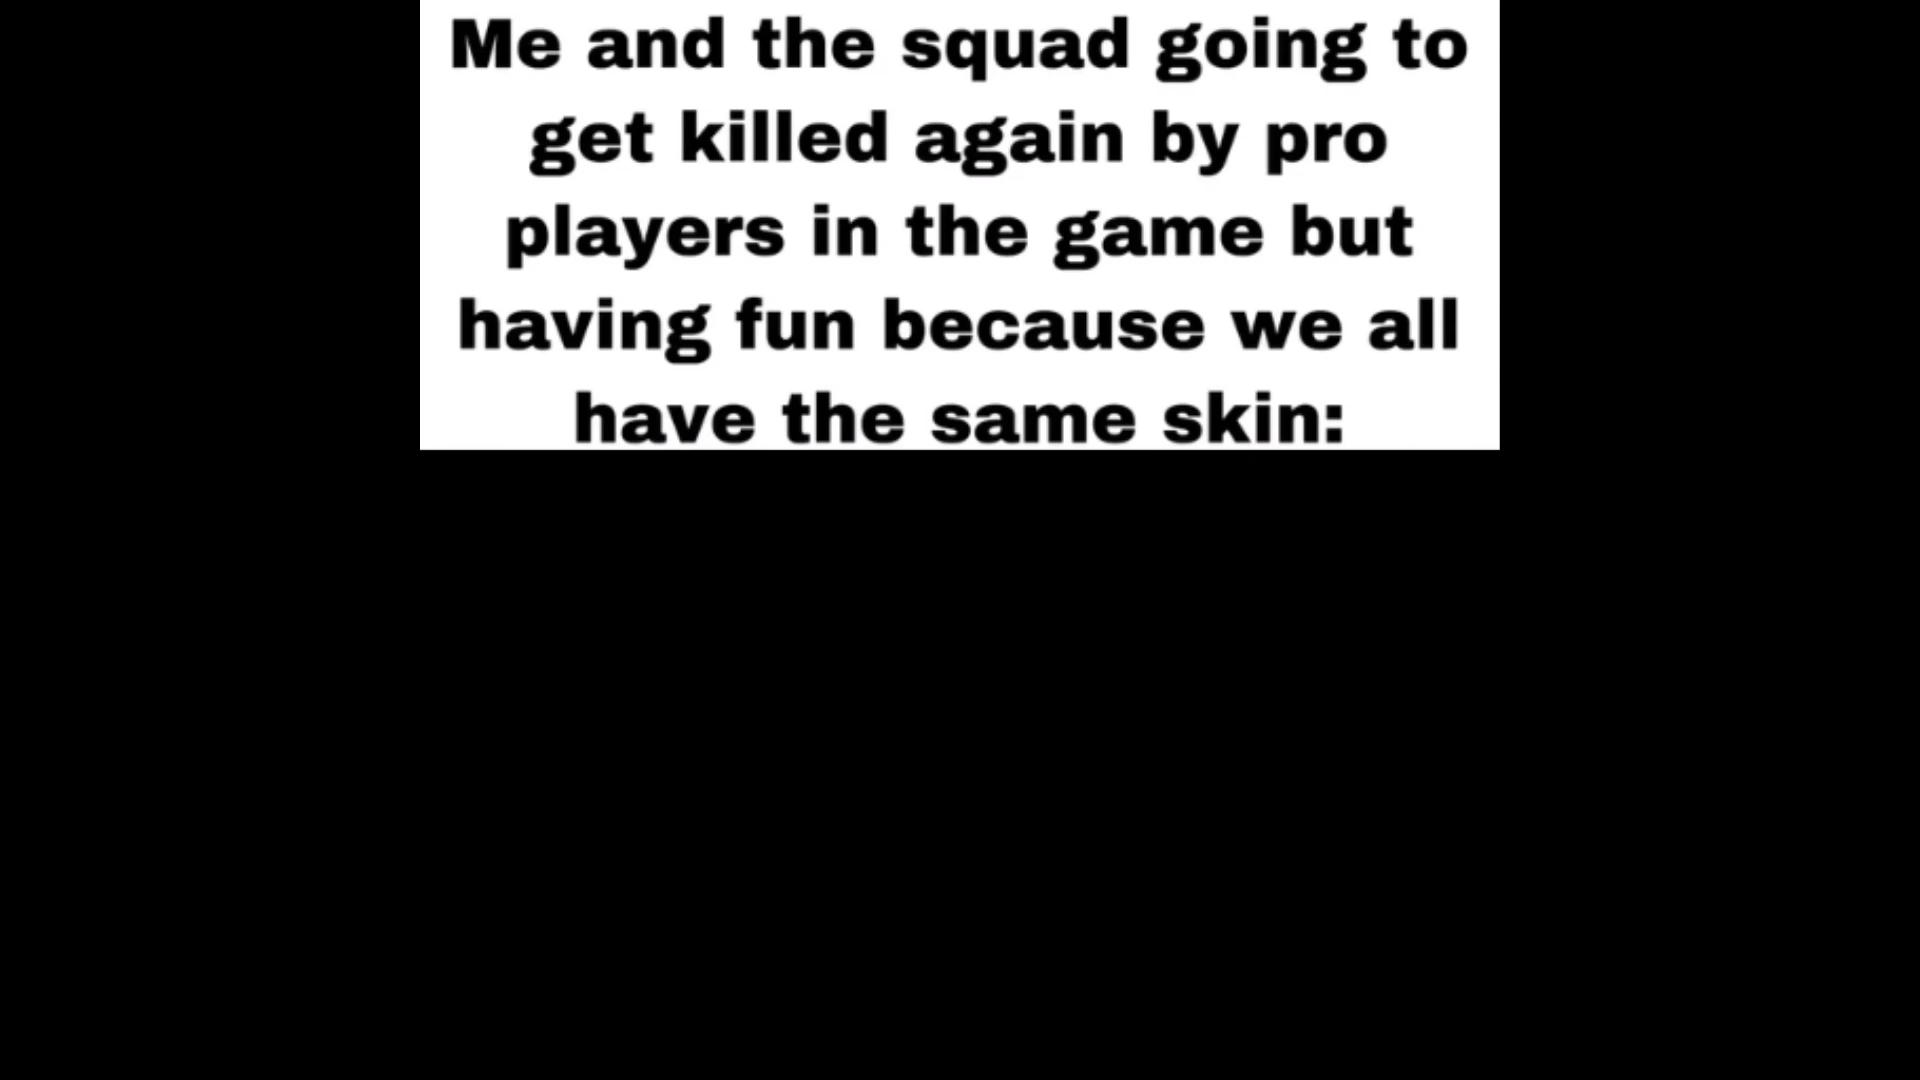 Me and the squad going to
get killed again by pro
players in the game but
having fun because we all
have the same skin: